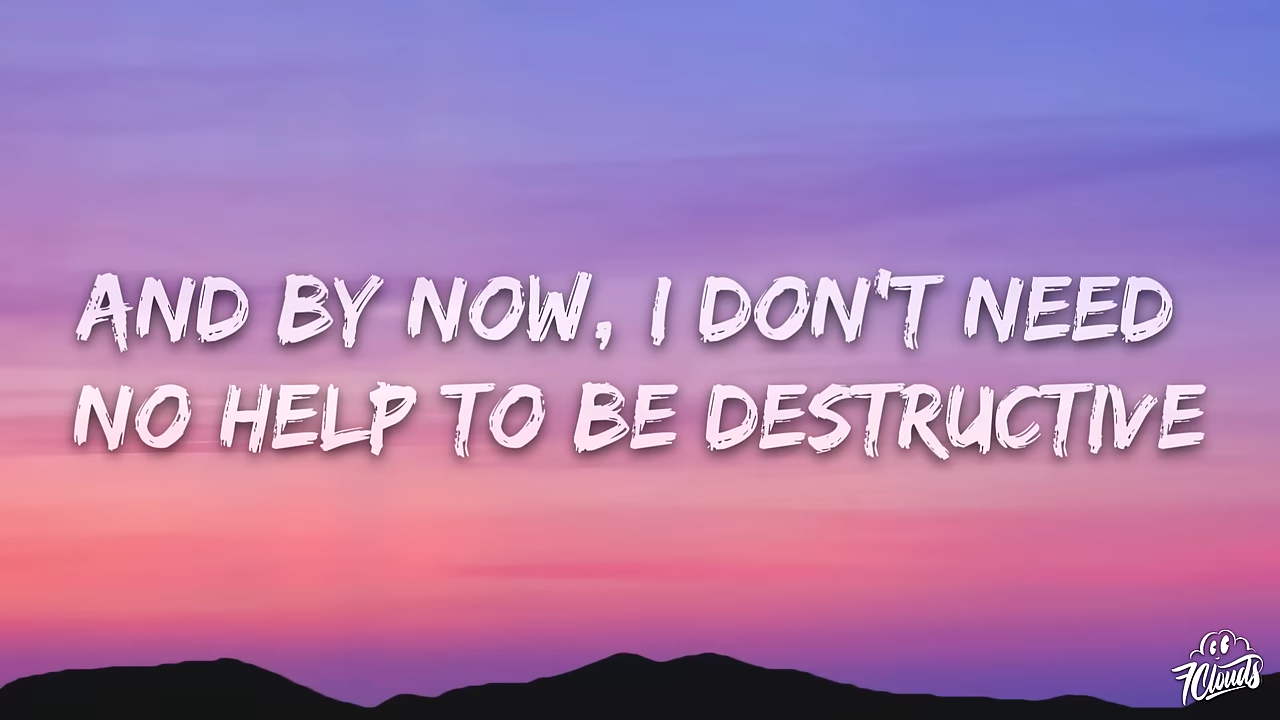 AND BY NOW, I DON'T NEED
NO HELP TO BE DESTRUCTIVE
7Clouds